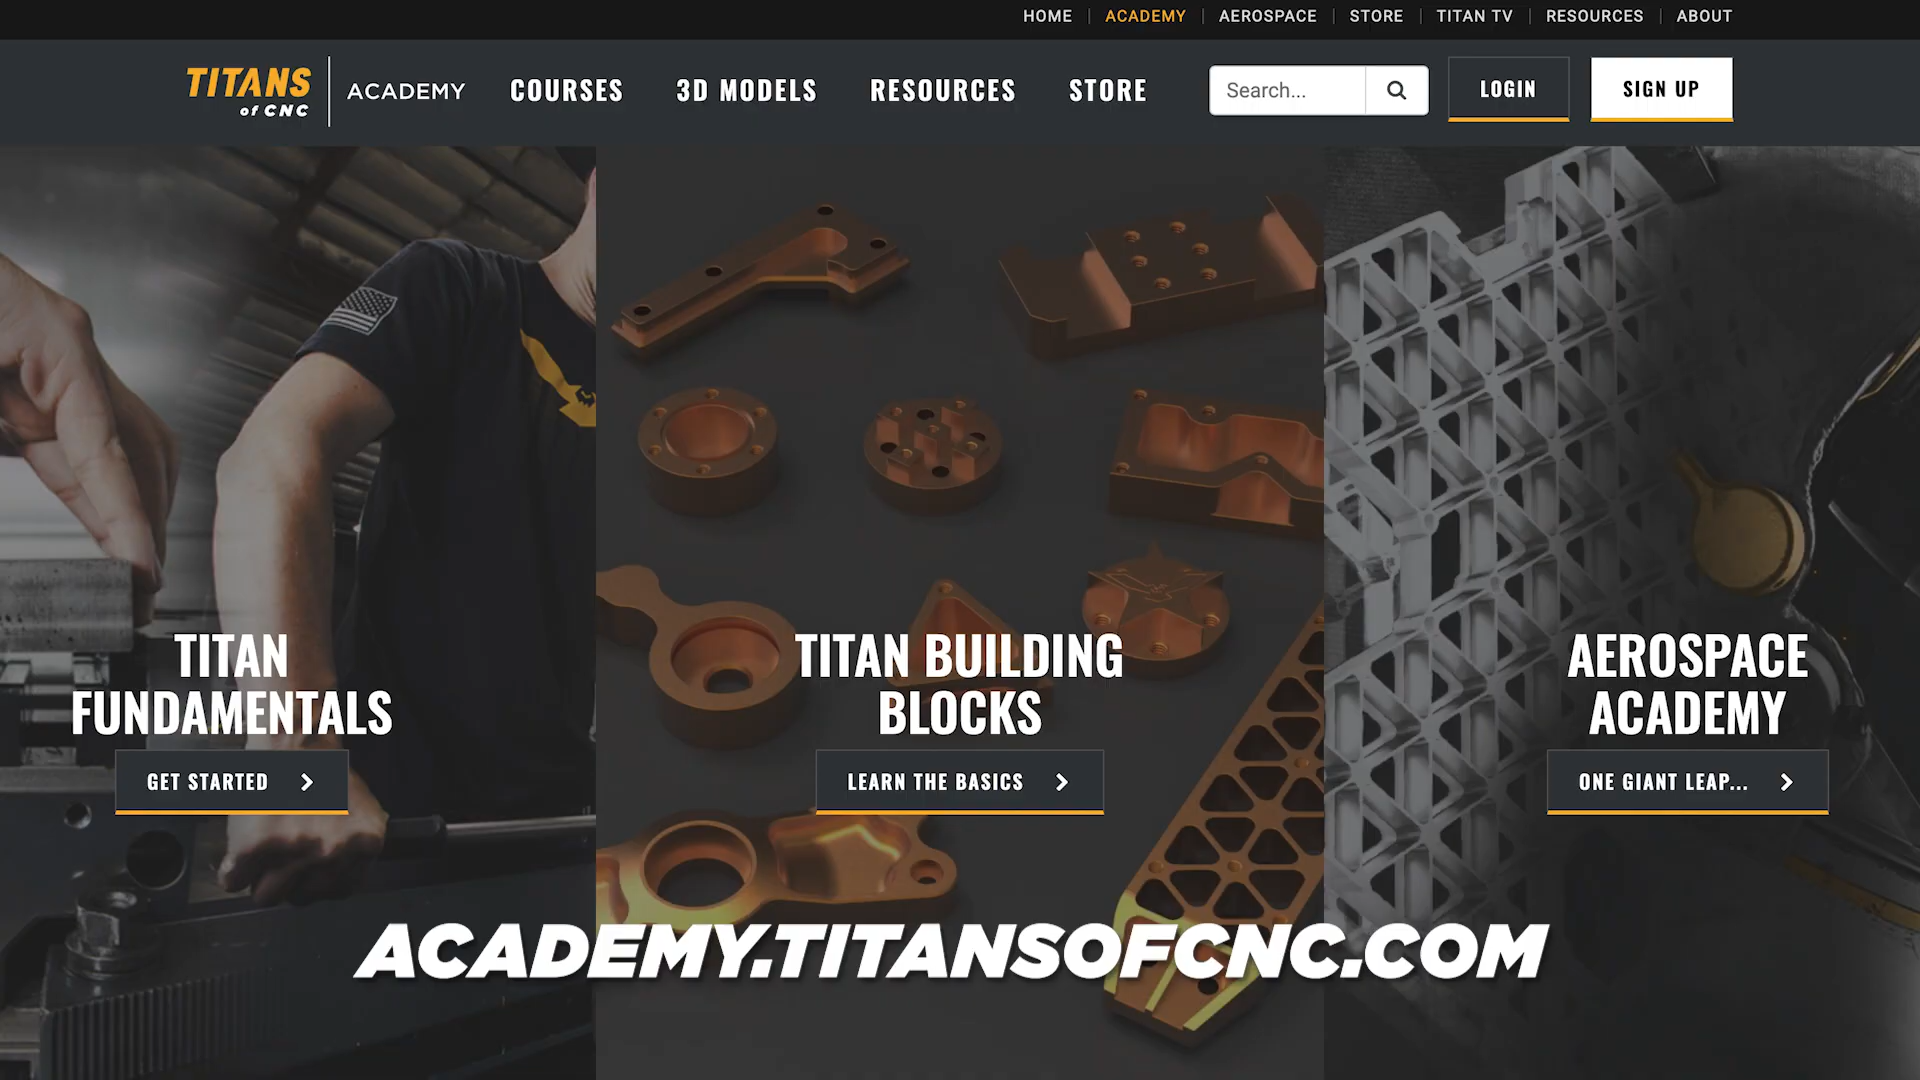 HOME
ACADEMY
AEROSPACE
STORE
TITAN TV
RESOURCES
ABOUT
TITANS
of CNC
ACADEMY
COURSES
3D MODELS
RESOURCES
STORE
Search...
LOGIN
SIGN UP
TITAN
FUNDAMENTALS
GET STARTED
TITAN BUILDING
BLOCKS
LEARN THE BASICS
AEROSPACE
ACADEMY
ONE GIANT LEAP...
ACADEMY.TITANSOFCNC.COM